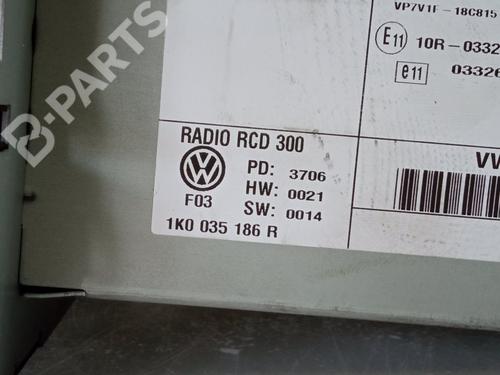 VP7V1F-18C815
E11 10R-0332
e11 03326
RADIO RCD 300
VW
PD: 3706
HW: 0021
F03
SW: 0014
1K0 035 186 R
B-PARTS
B-PARTS